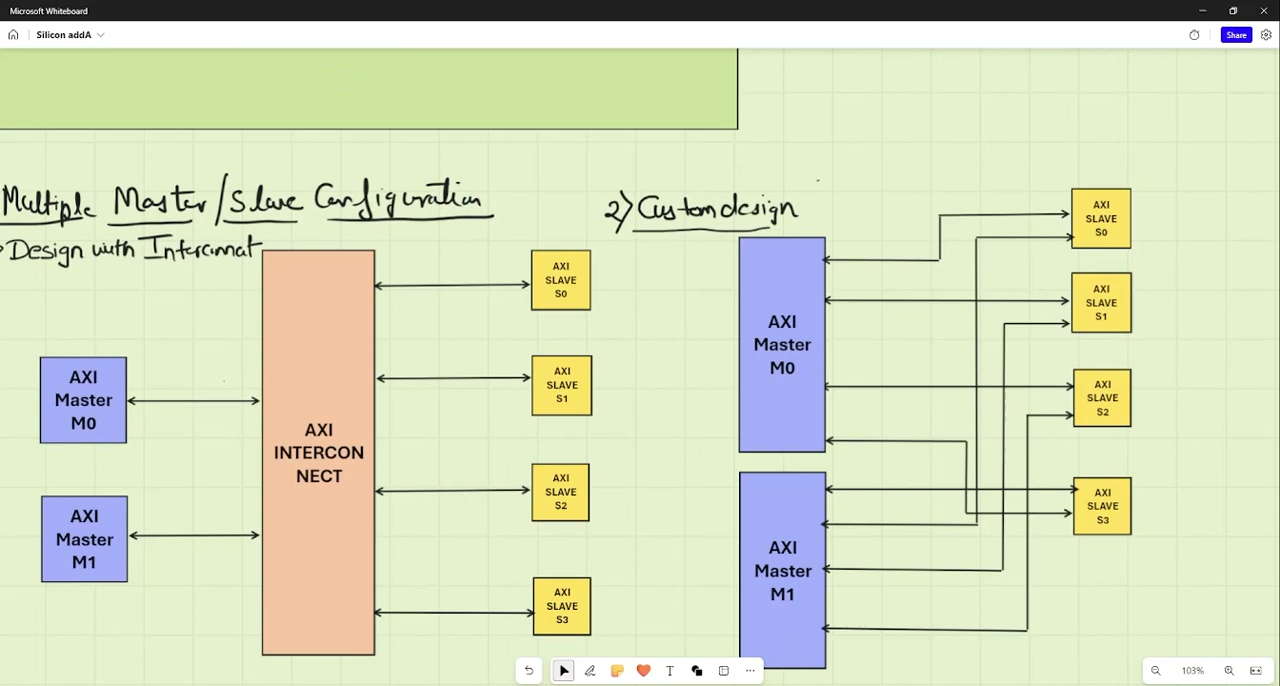 Microsoft Whiteboard
Silicon addA
Share
Multiple Master/Slave Configuration
Design with Interconnat
AXI
Master
M0
AXI
Master
M1
AXI
INTERCON
NECT
AXI
SLAVE
S0
AXI
SLAVE
S1
AXI
SLAVE
S2
AXI
SLAVE
S3
2) Custom design
AXI
Master
M0
AXI
Master
M1
AXI
SLAVE
S0
AXI
SLAVE
S1
AXI
SLAVE
S2
AXI
SLAVE
S3
T
103%